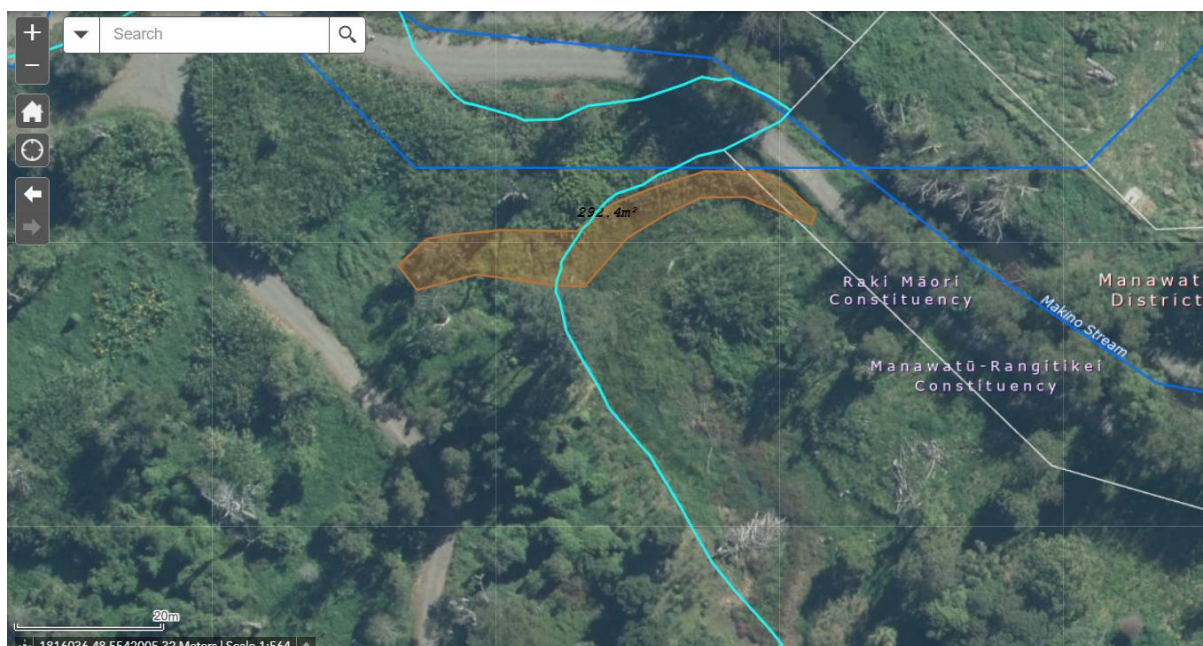 +
Search
−
292.4m²
Raki Māori
Constituency
Manawat
District
Makino Stream
Manawatū-Rangitikei
Constituency
20m
1816036.48 5542005.32 Meters | Scale 1:564